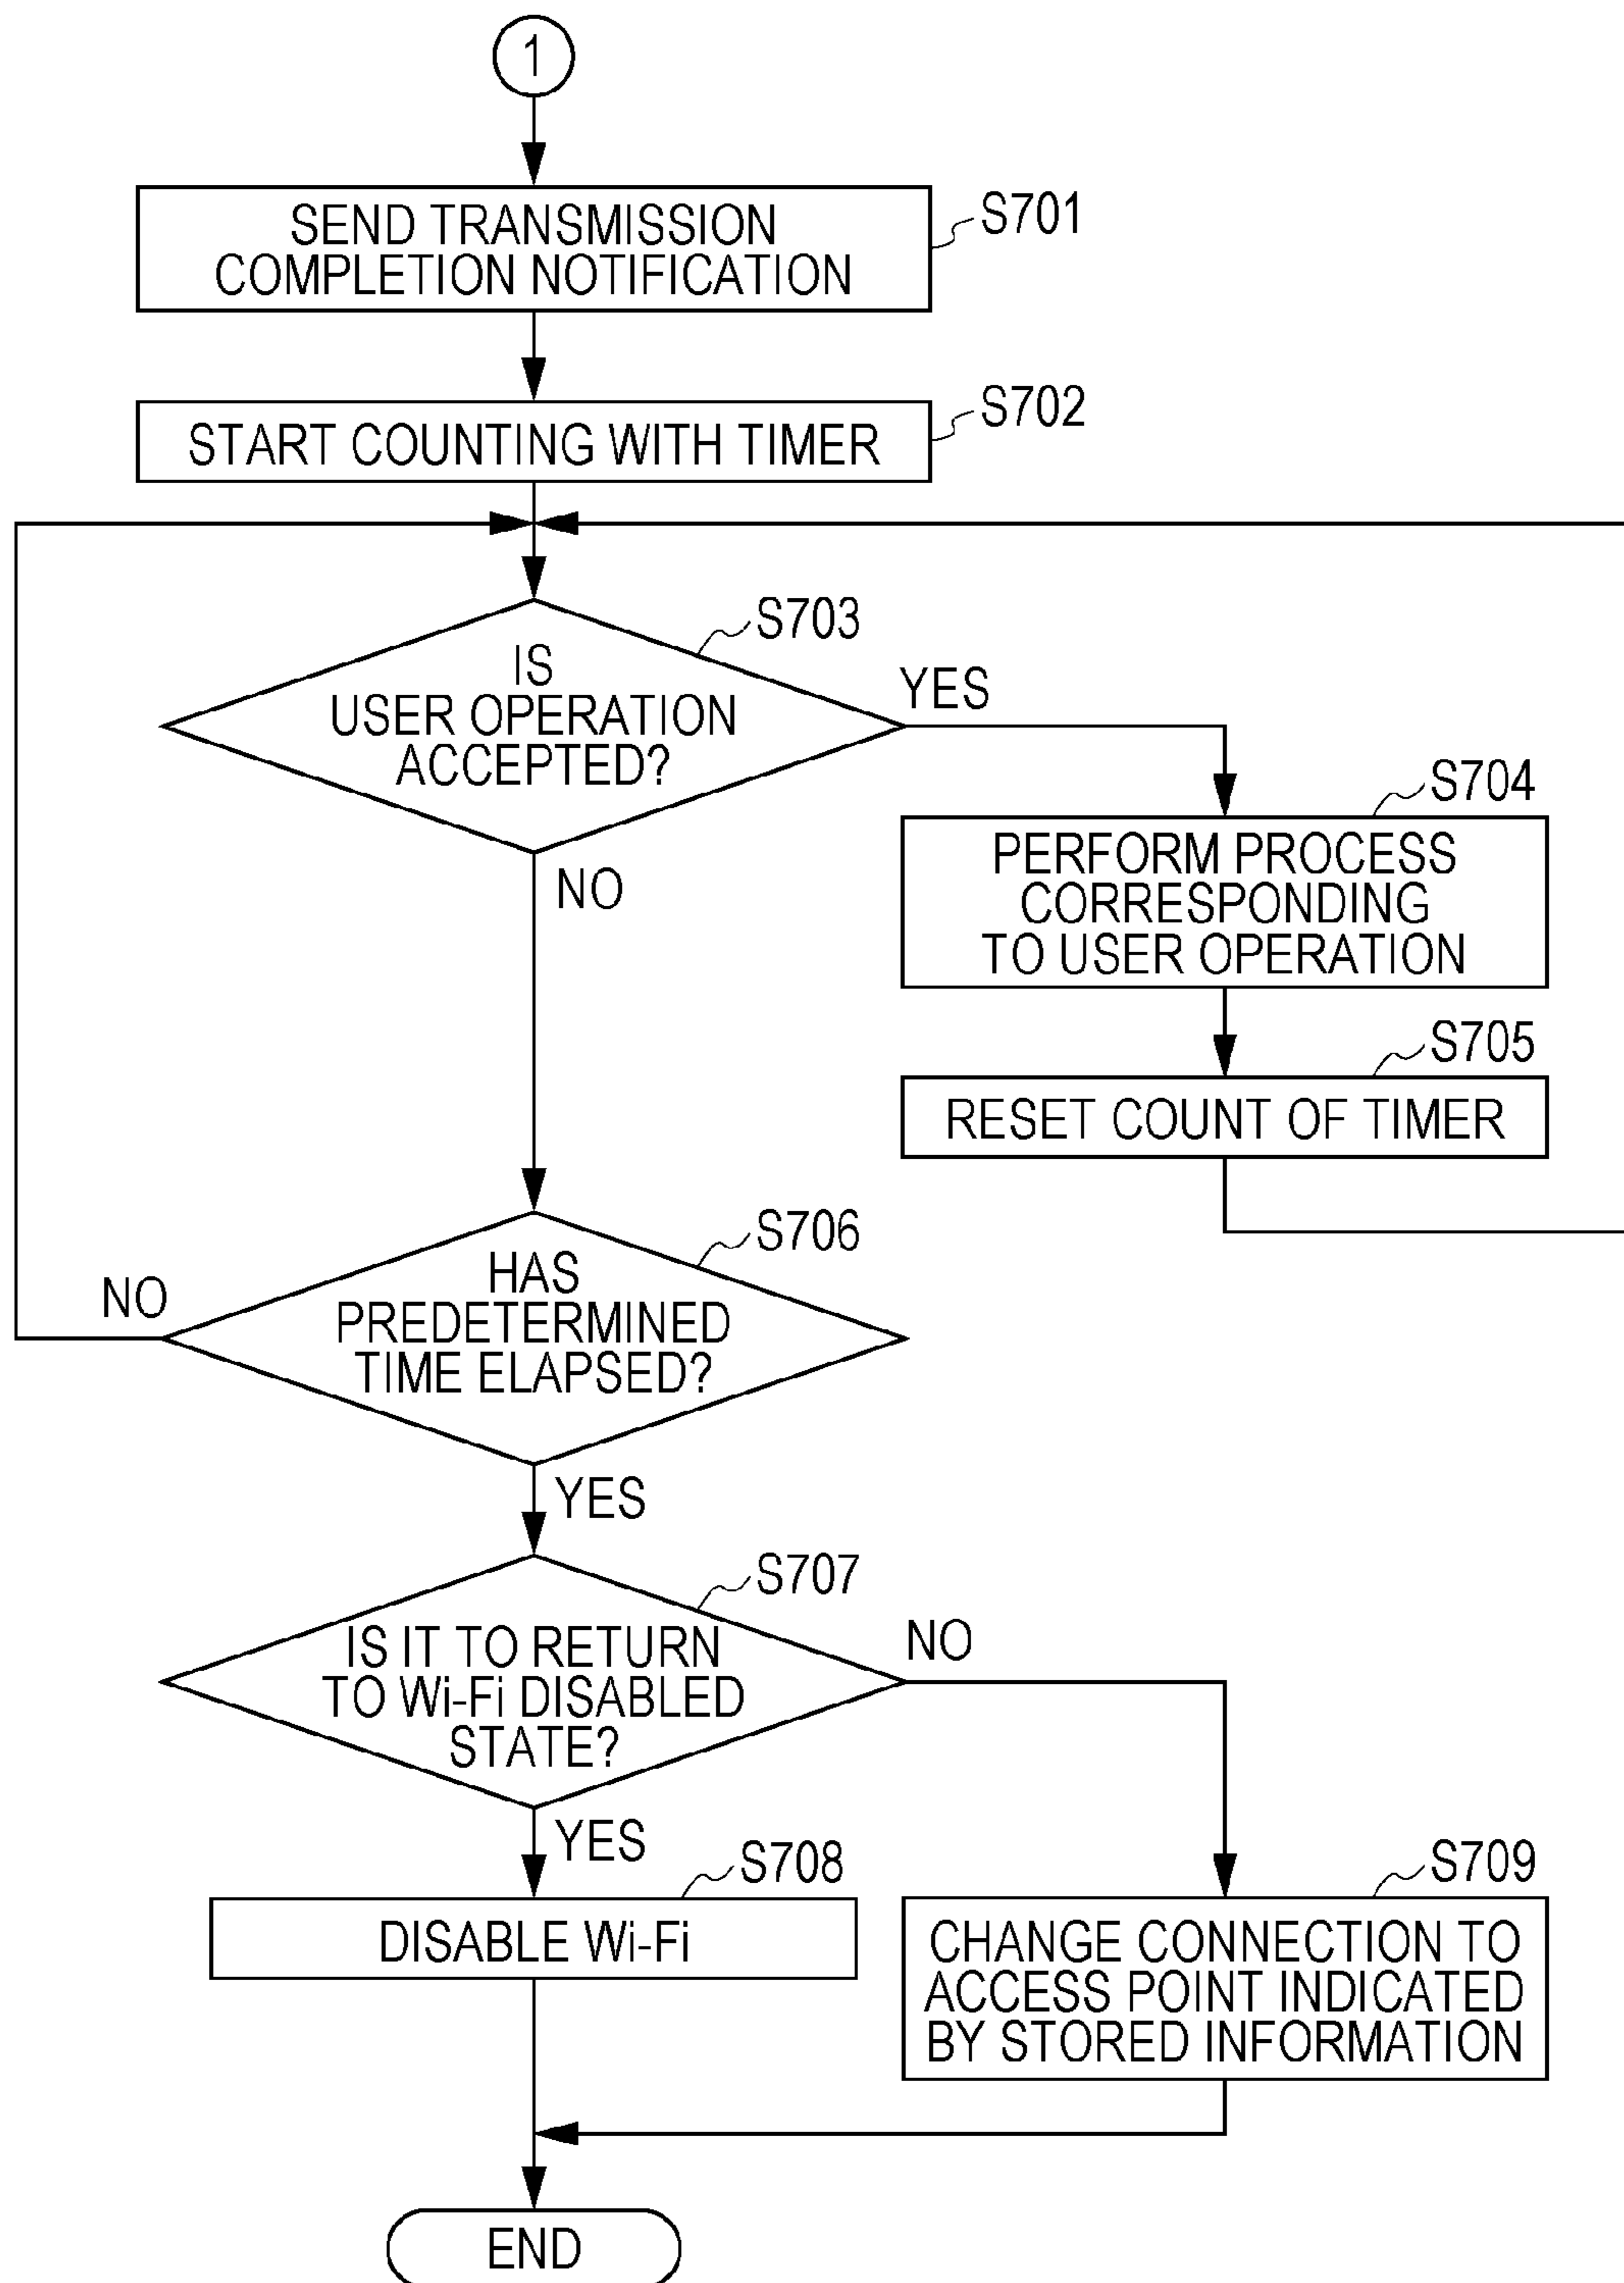 1
SEND TRANSMISSION
COMPLETION NOTIFICATION
S701
START COUNTING WITH TIMER
S702
S703
IS
USER OPERATION
ACCEPTED?
YES
NO
S704
PERFORM PROCESS
CORRESPONDING
TO USER OPERATION
S705
RESET COUNT OF TIMER
S706
HAS
PREDETERMINED
TIME ELAPSED?
NO
YES
S707
IS IT TO RETURN
TO Wi-Fi DISABLED
STATE?
NO
YES
S708
DISABLE Wi-Fi
S709
CHANGE CONNECTION TO
ACCESS POINT INDICATED
BY STORED INFORMATION
END